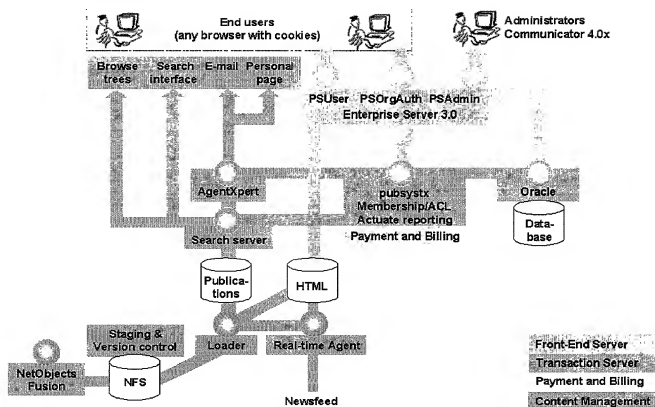 End users
(any browser with cookies)
Administrators
Communicator 4.0x
Browse trees
Search interface
E-mail
Personal page
PSUser
PSOrgAuth
PSAdmin
Enterprise Server 3.0
AgentXpert
pubsystx
Membership/ACL
Actuate reporting
Payment and Billing
Oracle
Data-
base
Search server
Publica-
tions
HTML
Staging &
Version control
Loader
Real-time Agent
NetObjects
Fusion
NFS
Newsfeed
Front-End Server
Transaction Server
Payment and Billing
Content Management